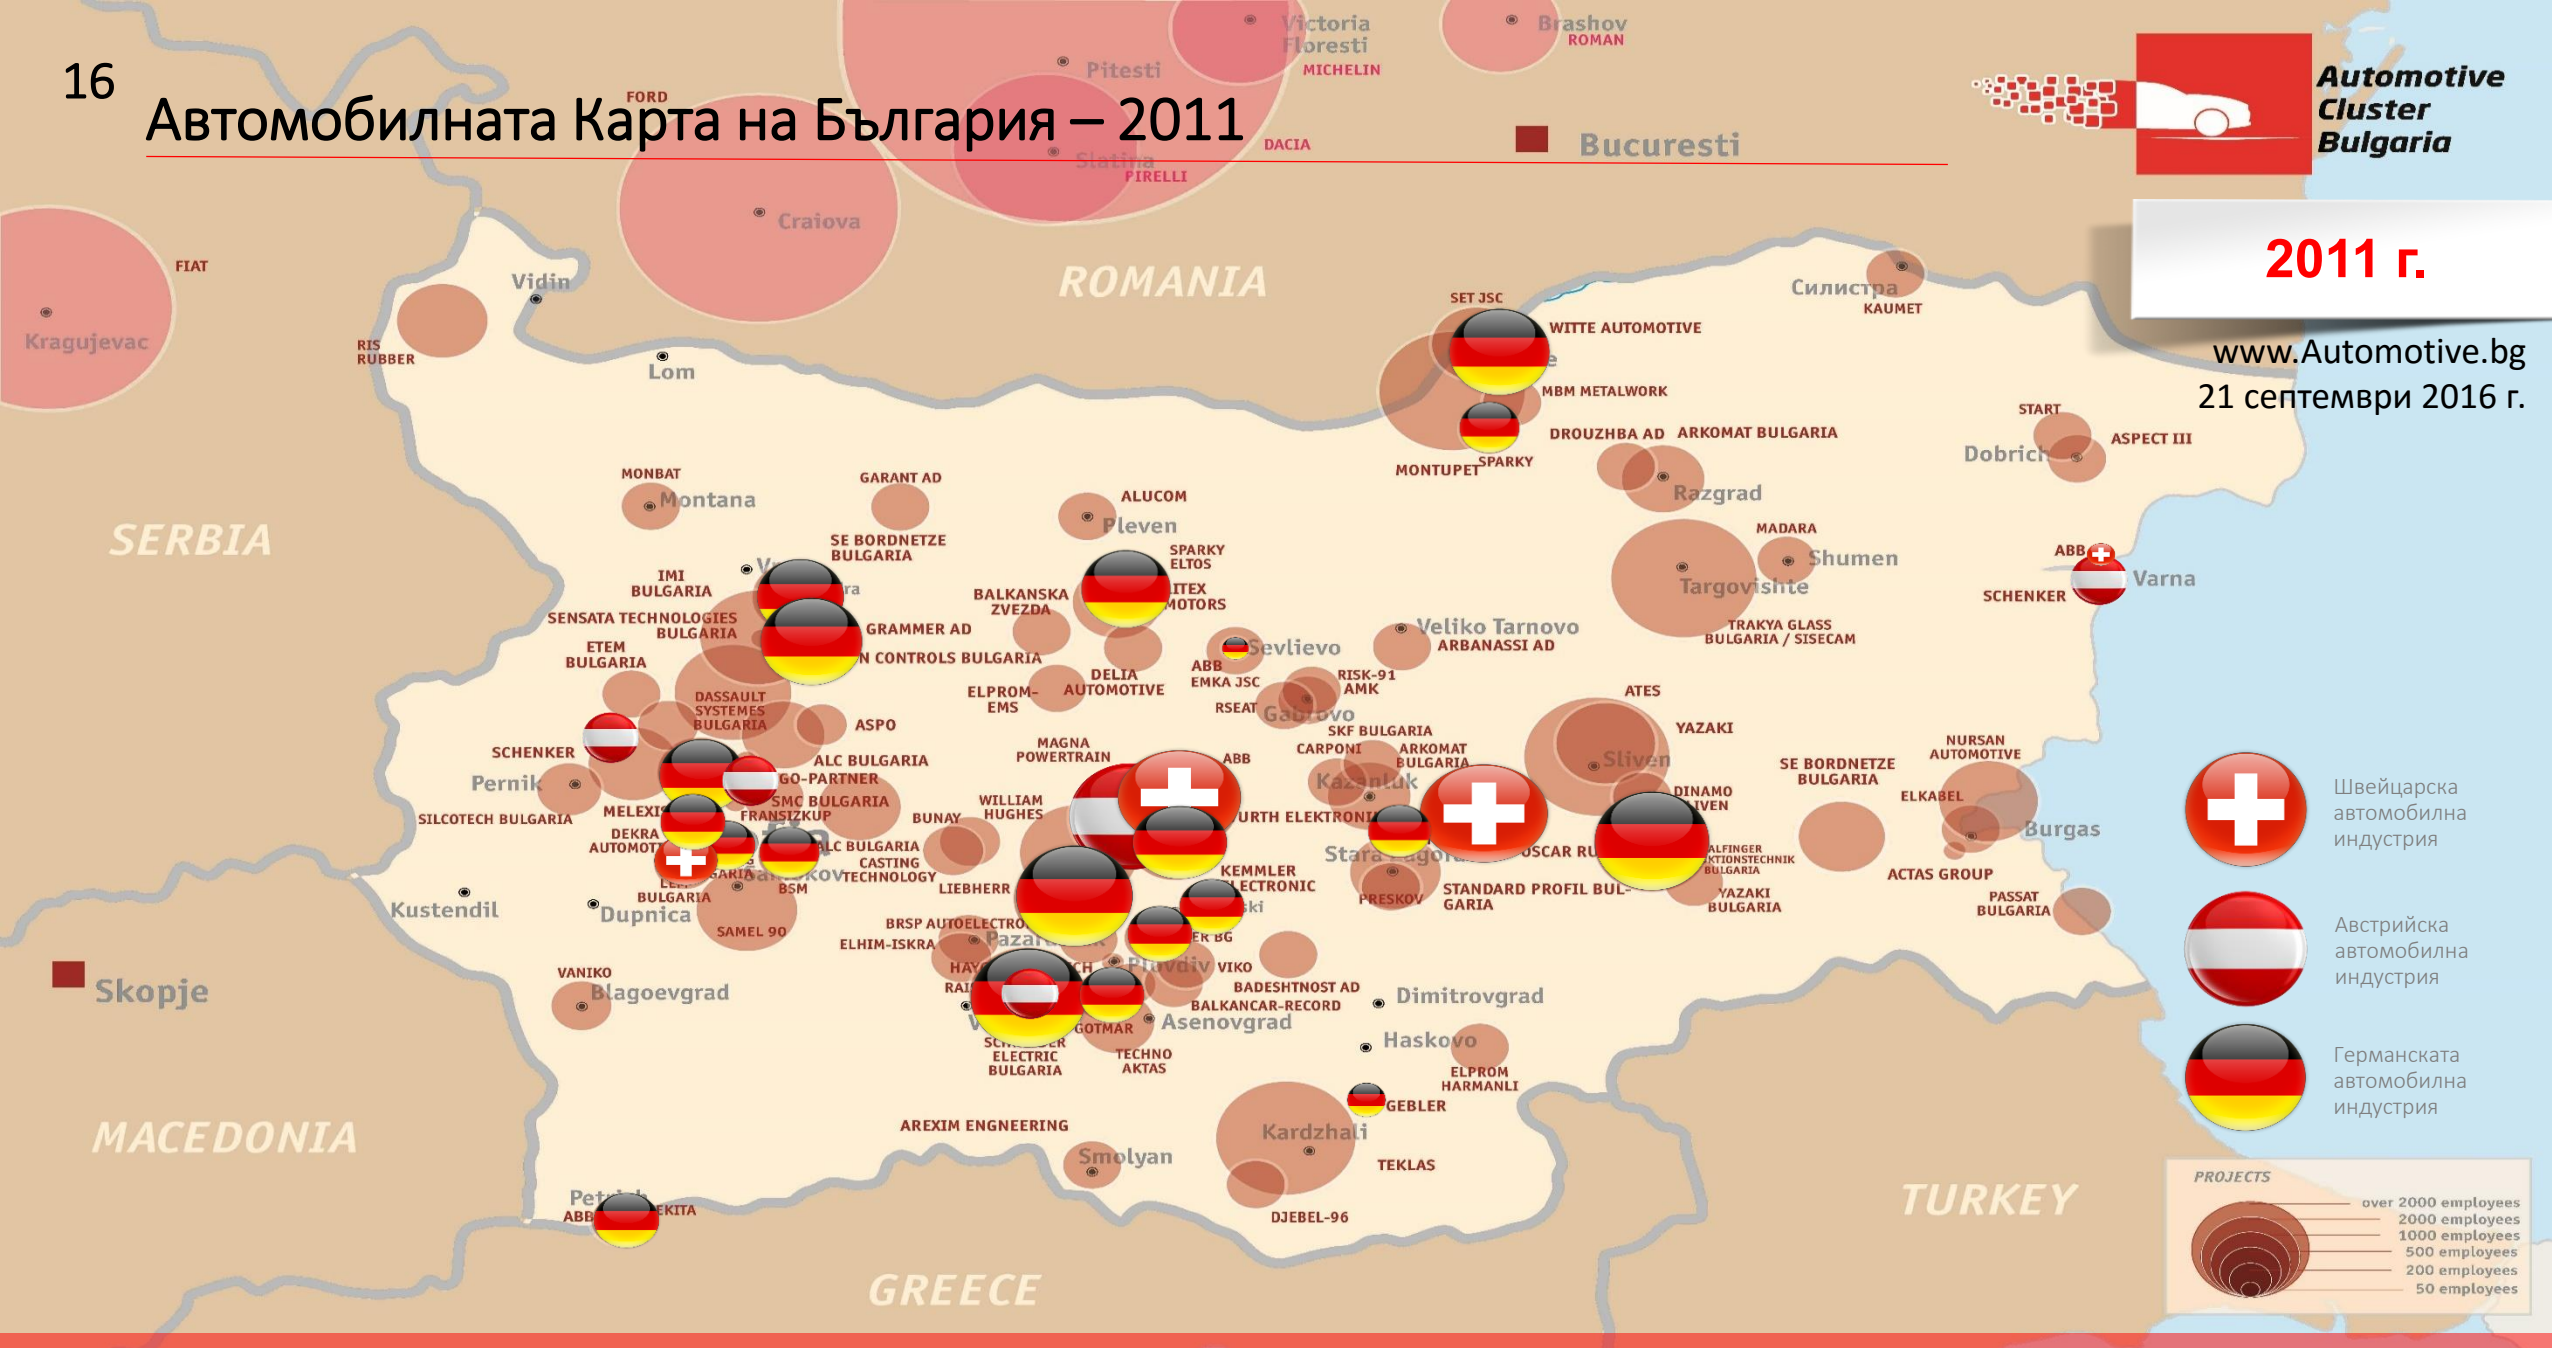 16
Автомобилната Карта на България – 2011
Automotive
Cluster
Bulgaria
2011 г.
www.Automotive.bg
21 септември 2016 г.
Victoria
Floresti
MICHELIN
Brashov
ROMAN
Pitesti
FORD
DACIA
Slatina
PIRELLI
Bucuresti
Craiova
FIAT
Kragujevac
ROMANIA
Vidin
RIS
RUBBER
Lom
SET JSC
WITTE AUTOMOTIVE
MBM METALWORK
Силистра
KAUMET
DROUZHBA AD
ARKOMAT BULGARIA
MONTUPET
SPARKY
Razgrad
START
Dobrich
ASPECT III
SERBIA
MONBAT
Montana
GARANT AD
ALUCOM
Pleven
SE BORDNETZE
BULGARIA
SPARKY
ELTOS
MADARA
Shumen
Targovishte
TRAKYA GLASS
BULGARIA / SISECAM
ABB
SCHENKER
Varna
IMI
BULGARIA
SENSATA TECHNOLOGIES
BULGARIA
ETEM
BULGARIA
BALKANSKA
ZVEZDA
ITEX
MOTORS
GRAMMER AD
N CONTROLS BULGARIA
Sevlievo
ABB
EMKA JSC
Veliko Tarnovo
ARBANASSI AD
DELIA
AUTOMOTIVE
ELPROM-
EMS
RISK-91
AMK
RSEAT
Gabrovo
ATES
YAZAKI
Sliven
DASSAULT
SYSTEMES
BULGARIA
ASPO
SCHENKER
Pernik
ALC BULGARIA
GO-PARTNER
SMC BULGARIA
FRANSIZKUP
MAGNA
POWERTRAIN
ABB
SKF BULGARIA
CARPONI
ARKOMAT
BULGARIA
Kazanluk
NURSAN
AUTOMOTIVE
SE BORDNETZE
BULGARIA
ELKABEL
Burgas
DINAMO
SILCOTECH BULGARIA
MELEXIS
DEKRA
BUNAY
WILLIAM
HUGHES
ALC BULGARIA
CASTING
TECHNOLOGY
LIEBHERR
BSM
BULGARIA
SAMEL 90
Kustendil
Dupnica
KEMMLER
Stara
PRESKOV
STANDARD PROFIL BUL-
GARIA
BULGARIA
YAZAKI
BULGARIA
ACTAS GROUP
PASSAT
BULGARIA
ELHIM-ISKRA
ER BG
Plovdiv
VIKO
BADESHTNOST AD
BALKANCAR-RECORD
Asenovgrad
Dimitrovgrad
Haskovo
ELPROM
HARMANLI
Skopje
VANIKO
Blagoevgrad
GOTMAR
ELECTRIC
BULGARIA
TECHNO
AKTAS
GEBLER
AREXIM ENGNEERING
Smolyan
Kardzhali
TEKLAS
DJEBEL-96
MACEDONIA
ABB
EKITA
GREECE
TURKEY
Швейцарска
автомобилна
индустрия
Австрийска
автомобилна
индустрия
Германската
автомобилна
индустрия
PROJECTS
over 2000 employees
2000 employees
1000 employees
500 employees
200 employees
50 employees